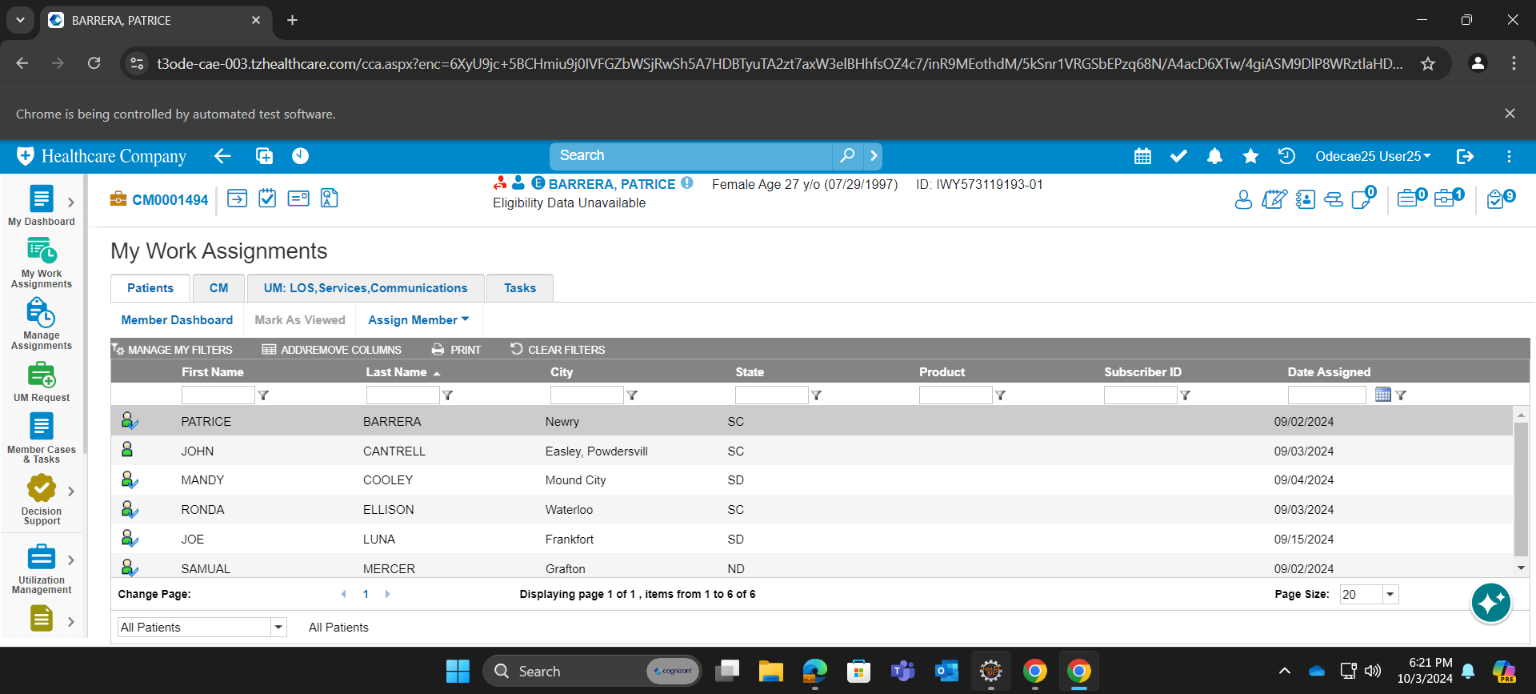 BARRERA, PATRICE
t3ode-cae-003.tzhealthcare.com/cca.aspx?enc=6XyU9jc+5BCHmiu9j0IVFGZbWSjRwSh5A7HDBTyuTA2zt7axW3elBHhfsOZ4c7/inR9MEothdM/5kSnr1VRGSbEPzq68N/A4acD6XTw/4giASM9DlP8WRztlaHD...
Chrome is being controlled by automated test software.
Healthcare Company
Search
Odecae25 User25
CM0001494
E BARRERA, PATRICE
Female Age 27 y/o (07/29/1997)
ID: IWY573119193-01
Eligibility Data Unavailable
0
0
1
9
My Dashboard
My Work
Assignments
Manage
Assignments
UM Request
Member Cases
& Tasks
Decision
Support
Utilization
Management
My Work Assignments
Patients CM UM: LOS,Services,Communications Tasks
Member Dashboard Mark As Viewed Assign Member
MANAGE MY FILTERS ADD\REMOVE COLUMNS PRINT CLEAR FILTERS
First Name Last Name City State Product Subscriber ID Date Assigned
PATRICE BARRERA Newry SC 09/02/2024
JOHN CANTRELL Easley, Powdersvill SC 09/03/2024
MANDY COOLEY Mound City SD 09/04/2024
RONDA ELLISON Waterloo SC 09/03/2024
JOE LUNA Frankfort SD 09/15/2024
SAMUAL MERCER Grafton ND 09/02/2024
Change Page: 1 Displaying page 1 of 1 , items from 1 to 6 of 6 Page Size: 20
All Patients All Patients
Search
cognizant
6:21 PM
10/3/2024
PRE